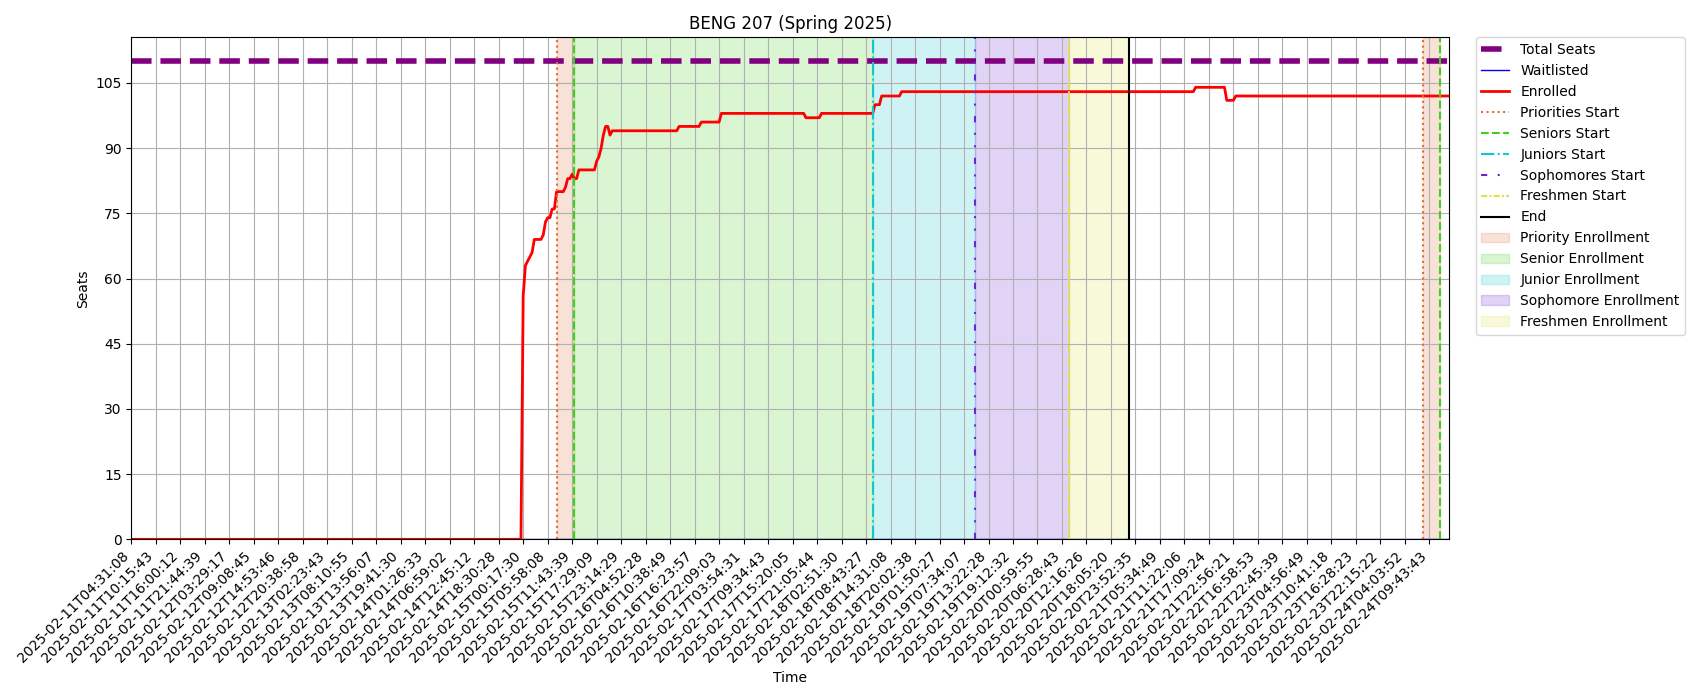 BENG 207 (Spring 2025)
Total Seats
Waitlisted
Enrolled
Priorities Start
Seniors Start
Juniors Start
Sophomores Start
Freshmen Start
End
Priority Enrollment
Senior Enrollment
Junior Enrollment
Sophomore Enrollment
Freshmen Enrollment
Seats
105
90
75
60
45
30
15
0
2025-02-11T04:31:08
2025-02-11T10:15:43
2025-02-11T16:00:12
2025-02-11T21:44:39
2025-02-12T03:29:17
2025-02-12T09:08:45
2025-02-12T14:53:46
2025-02-12T20:38:58
2025-02-13T02:23:43
2025-02-13T08:10:55
2025-02-13T13:56:07
2025-02-13T19:41:30
2025-02-14T01:26:33
2025-02-14T06:59:02
2025-02-14T12:45:12
2025-02-14T18:30:28
2025-02-15T00:17:30
2025-02-15T05:58:08
2025-02-15T11:43:39
2025-02-15T17:29:09
2025-02-15T23:14:29
2025-02-16T04:52:28
2025-02-16T10:38:49
2025-02-16T16:23:57
2025-02-16T22:09:03
2025-02-17T03:54:31
2025-02-17T09:34:43
2025-02-17T15:20:05
2025-02-17T21:05:44
2025-02-18T02:51:30
2025-02-18T08:43:27
2025-02-18T14:31:08
2025-02-18T20:02:38
2025-02-19T01:50:27
2025-02-19T07:34:07
2025-02-19T13:22:28
2025-02-19T19:12:32
2025-02-20T00:59:55
2025-02-20T06:28:43
2025-02-20T12:16:26
2025-02-20T18:05:20
2025-02-20T23:52:35
2025-02-21T05:34:49
2025-02-21T11:22:06
2025-02-21T17:09:24
2025-02-21T22:56:21
2025-02-22T16:58:53
2025-02-22T22:45:39
2025-02-23T04:56:49
2025-02-23T10:41:18
2025-02-23T16:28:23
2025-02-23T22:15:22
2025-02-24T04:03:52
2025-02-24T09:43:43
Time